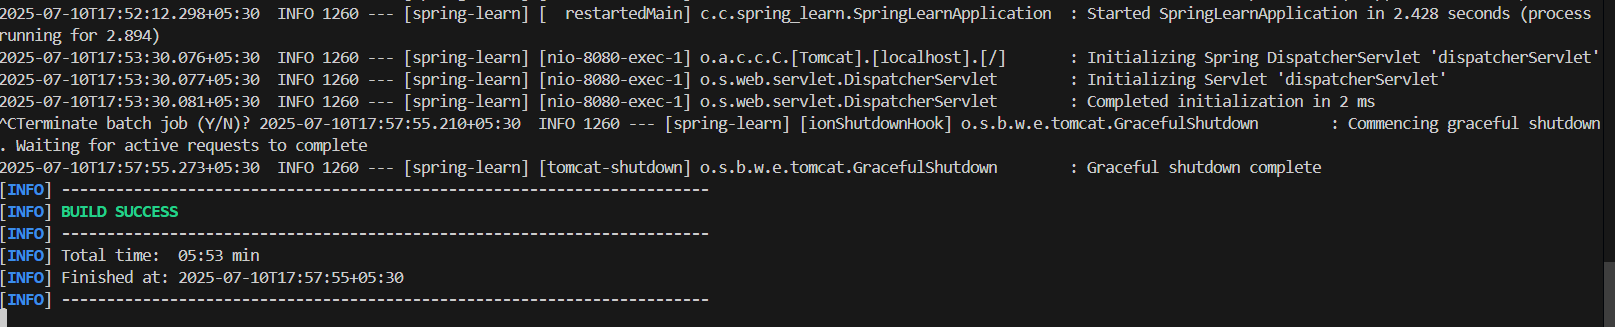 2025-07-10T17:52:12.298+05:30  INFO 1260 --- [spring-learn] [  restartedMain] c.c.spring_learn.SpringLearnApplication  : Started SpringLearnApplication in 2.428 seconds (process
running for 2.894)
2025-07-10T17:53:30.076+05:30  INFO 1260 --- [spring-learn] [nio-8080-exec-1] o.a.c.c.C.[Tomcat].[localhost].[/]       : Initializing Spring DispatcherServlet 'dispatcherServlet'
2025-07-10T17:53:30.077+05:30  INFO 1260 --- [spring-learn] [nio-8080-exec-1] o.s.web.servlet.DispatcherServlet        : Initializing Servlet 'dispatcherServlet'
2025-07-10T17:53:30.081+05:30  INFO 1260 --- [spring-learn] [nio-8080-exec-1] o.s.web.servlet.DispatcherServlet        : Completed initialization in 2 ms
^CTerminate batch job (Y/N)? 2025-07-10T17:57:55.210+05:30  INFO 1260 --- [spring-learn] [ionShutdownHook] o.s.b.w.e.tomcat.GracefulShutdown        : Commencing graceful shutdown
. Waiting for active requests to complete
2025-07-10T17:57:55.273+05:30  INFO 1260 --- [spring-learn] [tomcat-shutdown] o.s.b.w.e.tomcat.GracefulShutdown        : Graceful shutdown complete
[INFO] ------------------------------------------------------------------------
[INFO] BUILD SUCCESS
[INFO] ------------------------------------------------------------------------
[INFO] Total time:  05:53 min
[INFO] Finished at: 2025-07-10T17:57:55+05:30
[INFO] ------------------------------------------------------------------------